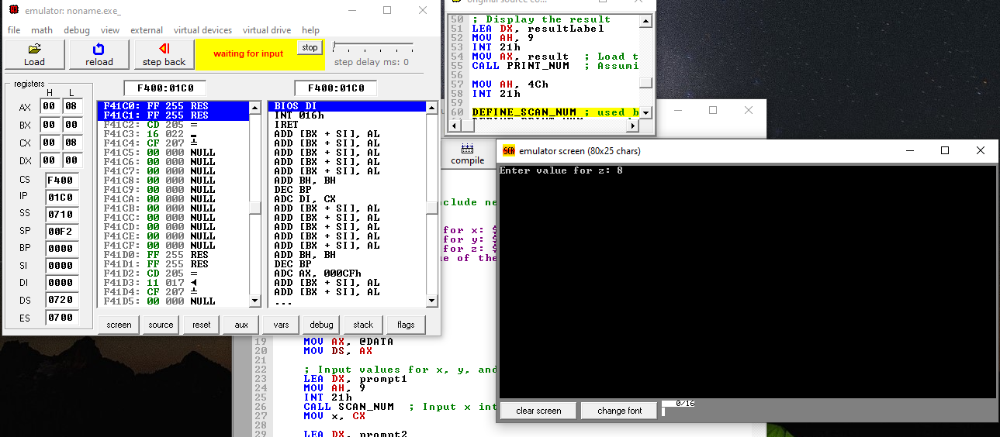 emulator: noname.exe_
file math debug view external virtual devices virtual drive help
Load reload step back waiting for input stop step delay ms: 0
registers
H L
AX 00 08
BX 00 00
CX 00 08
DX 00 00
CS F400
IP 01C0
SS 0710
SP 00F2
BP 0000
SI 0000
DI 0000
DS 0720
ES 0700
F400:01C0
F41C0: FF 255 RES
F41C1: FF 255 RES
F41C2: CD 205 =
F41C3: 16 022 ▬
F41C4: CF 207 ╧
F41C5: 00 000 NULL
F41C6: 00 000 NULL
F41C7: 00 000 NULL
F41C8: 00 000 NULL
F41C9: 00 000 NULL
F41CA: 00 000 NULL
F41CB: 00 000 NULL
F41CC: 00 000 NULL
F41CD: 00 000 NULL
F41CE: 00 000 NULL
F41CF: 00 000 NULL
F41D0: FF 255 RES
F41D1: FF 255 RES
F41D2: CD 205 =
F41D3: 11 017 ◄
F41D4: CF 207 ╧
F41D5: 00 000 NULL
F400:01C0
BIOS DI
INT 016h
IRET
ADD [BX + SI], AL
ADD [BX + SI], AL
ADD [BX + SI], AL
ADD [BX + SI], AL
ADD [BX + SI], AL
ADD BH, BH
DEC BP
ADC DI, CX
ADD [BX + SI], AL
ADD [BX + SI], AL
ADD [BX + SI], AL
ADD [BX + SI], AL
ADD [BX + SI], AL
ADD BH, BH
DEC BP
ADC AX, 000CFh
ADD [BX + SI], AL
ADD [BX + SI], AL
...
screen source reset aux vars debug stack flags
50 ; Display the result
51 LEA DX, resultLabel
52 MOV AH, 9
53 INT 21h
54 MOV AX, result ; Load t
55 CALL PRINT_NUM ; Assumi
56
57 MOV AH, 4Ch
58 INT 21h
59
60 DEFINE_SCAN_NUM ; used b
compile
clude ne
for x: $
for y: $
for z: $
ue of the
19 MOV AX, @DATA
20 MOV DS, AX
21
22 ; Input values for x, y, and
23 LEA DX, prompt1
24 MOV AH, 9
25 INT 21h
26 CALL SCAN_NUM ; Input x int
27 MOV x, CX
28
29 LEA DX, prompt2
emulator screen (80x25 chars)
Enter value for z: 8
clear screen change font 0/16